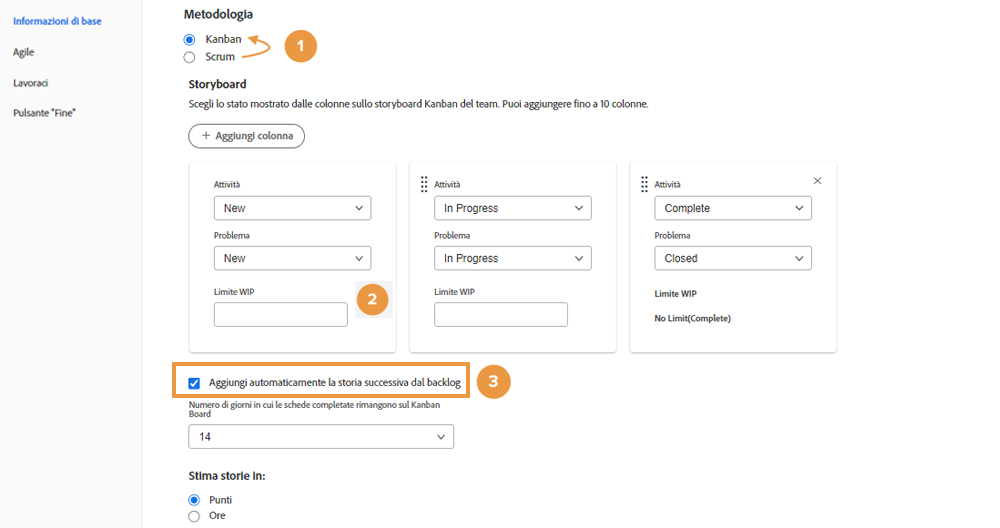 Informazioni di base
Agile
Lavoraci
Pulsante "Fine"
Metodologia
Kanban
Scrum
1
Storyboard
Scegli lo stato mostrato dalle colonne sullo storyboard Kanban del team. Puoi aggiungere fino a 10 colonne.
+ Aggiungi colonna
Attività
New
Problema
New
Limite WIP
2
Attività
In Progress
Problema
In Progress
Limite WIP
Attività
Complete
Problema
Closed
Limite WIP
No Limit(Complete)
Aggiungi automaticamente la storia successiva dal backlog
3
Numero di giorni in cui le schede completate rimangono sul Kanban
Board
14
Stima storie in:
Punti
Ore